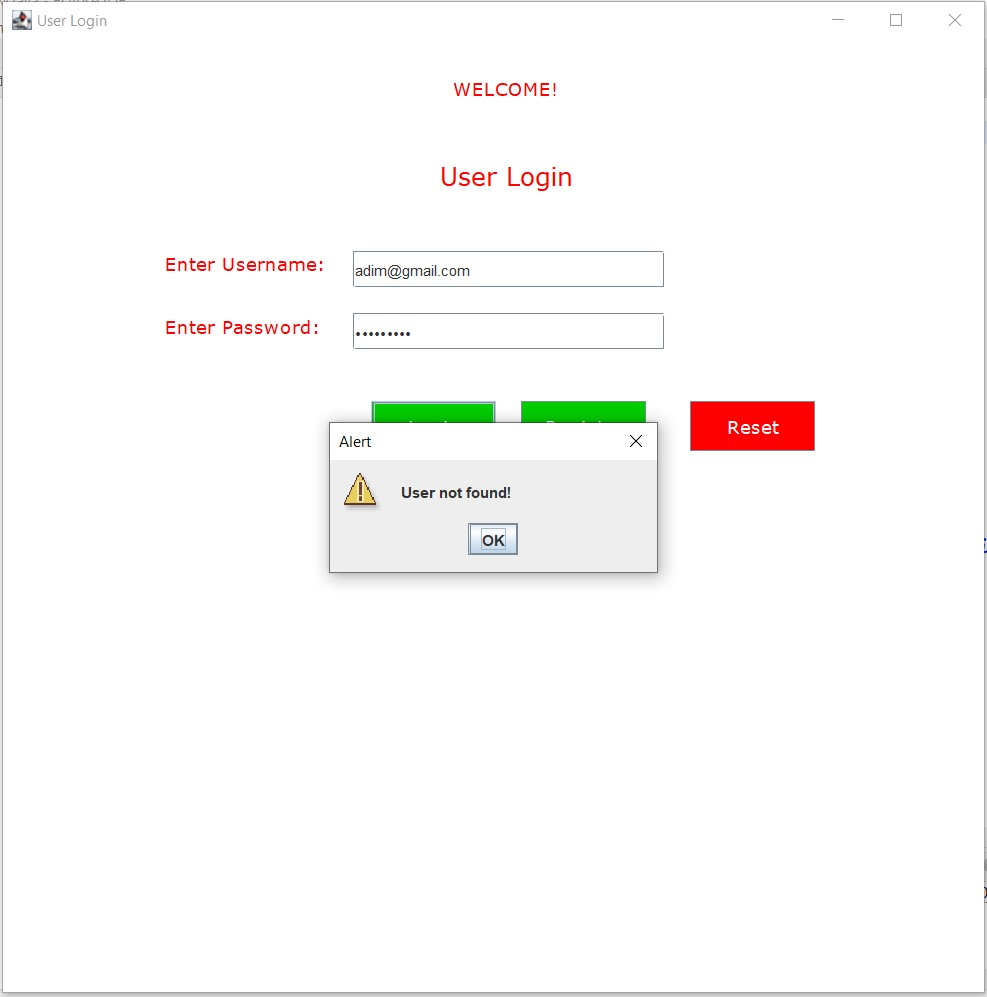 User Login
WELCOME!
User Login
Enter Username:
adim@gmail.com
Enter Password:
•••••••••
Reset
Alert
User not found!
OK